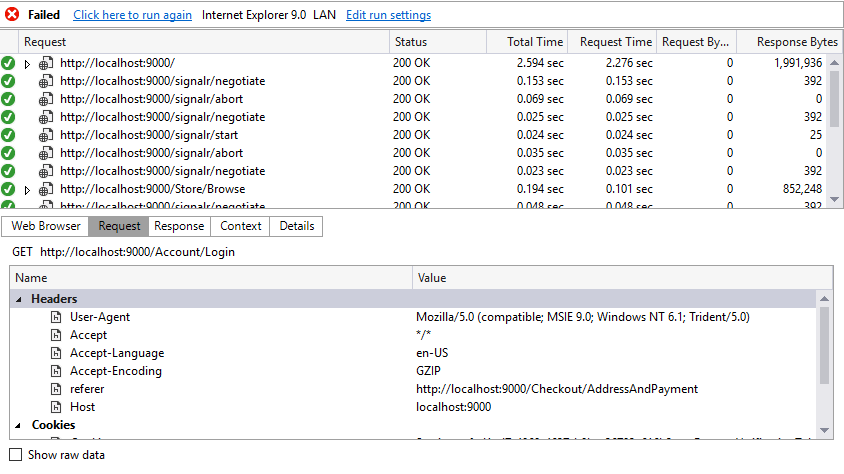 Failed Click here to run again Internet Explorer 9.0 LAN Edit run settings
Request Status Total Time Request Time Request By... Response Bytes
http://localhost:9000/ 200 OK 2.594 sec 2.276 sec 0 1,991,936
http://localhost:9000/signalr/negotiate 200 OK 0.153 sec 0.153 sec 0 392
http://localhost:9000/signalr/abort 200 OK 0.069 sec 0.069 sec 0 0
http://localhost:9000/signalr/negotiate 200 OK 0.025 sec 0.025 sec 0 392
http://localhost:9000/signalr/start 200 OK 0.024 sec 0.024 sec 0 25
http://localhost:9000/signalr/abort 200 OK 0.035 sec 0.035 sec 0 0
http://localhost:9000/signalr/negotiate 200 OK 0.023 sec 0.023 sec 0 392
http://localhost:9000/Store/Browse 200 OK 0.194 sec 0.101 sec 0 852,248
http://localhost:9000/signalr/negotiate 200 OK 0.048 sec 0.048 sec 0 392
Web Browser Request Response Context Details
GET http://localhost:9000/Account/Login
Name Value
Headers
User-Agent Mozilla/5.0 (compatible; MSIE 9.0; Windows NT 6.1; Trident/5.0)
Accept */*
Accept-Language en-US
Accept-Encoding GZIP
referer http://localhost:9000/Checkout/AddressAndPayment
Host localhost:9000
Cookies
Show raw data